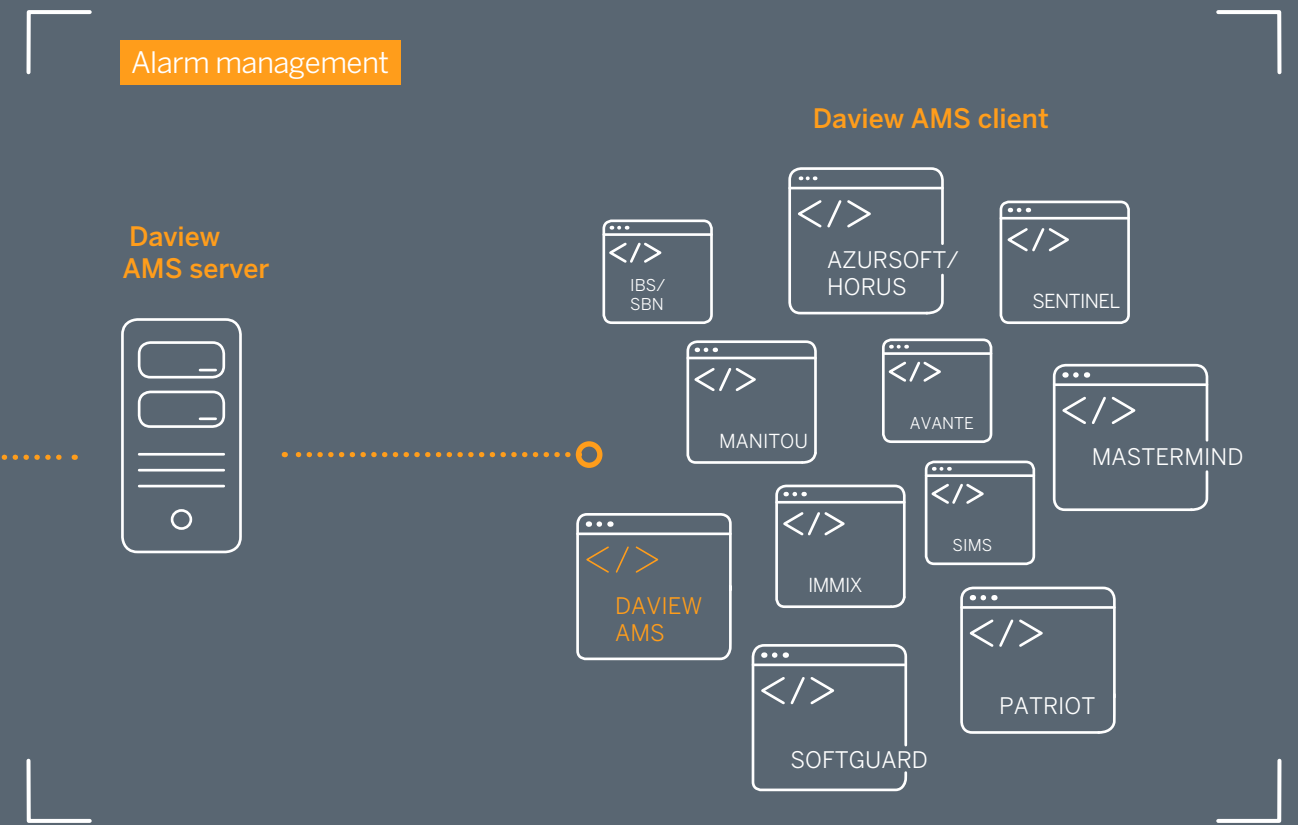 Alarm management
Daview AMS client
Daview
AMS server
</>
IBS/
SBN
</>
AZURSOFT/
HORUS
</>
SENTINEL
</>
MANITOU
</>
AVANTE
</>
MASTERMIND
</>
DAVIEW
AMS
</>
IMMIX
</>
SIMS
</>
PATRIOT
</>
SOFTGUARD